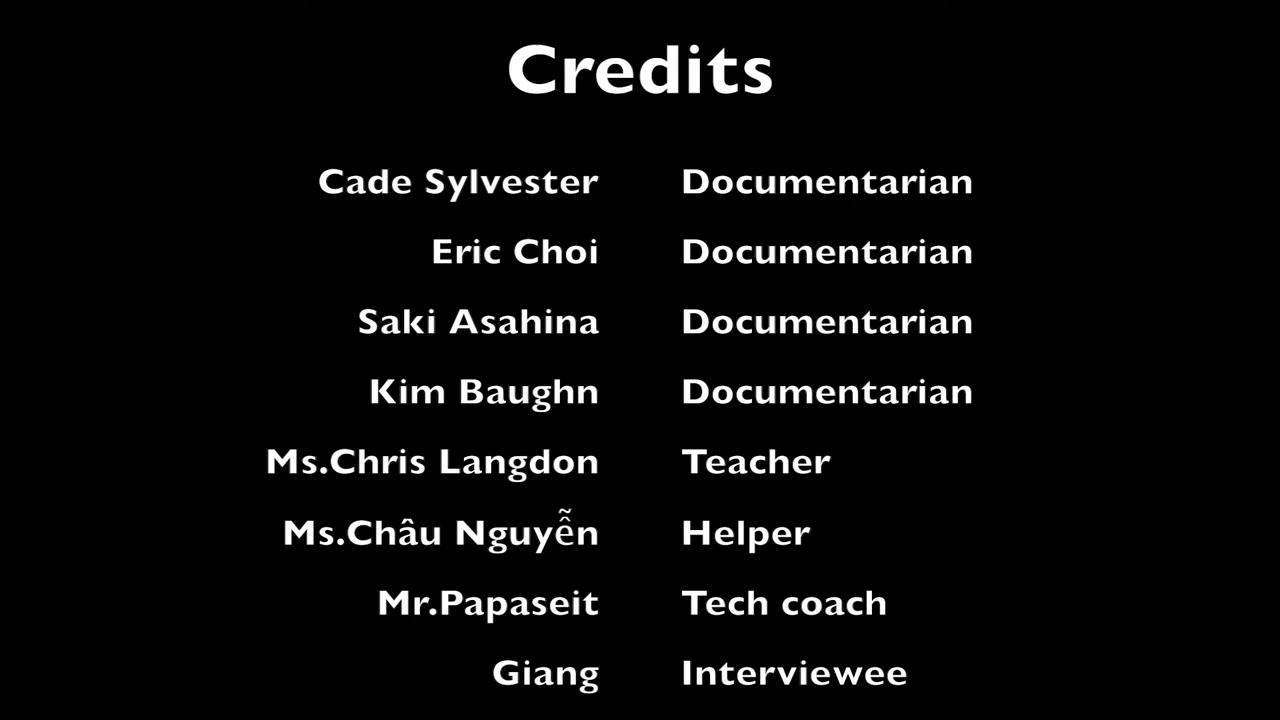 Credits
Cade Sylvester Documentarian
Eric Choi Documentarian
Saki Asahina Documentarian
Kim Baughn Documentarian
Ms.Chris Langdon Teacher
Ms.Châu Nguyễn Helper
Mr.Papaseit Tech coach
Giang Interviewee